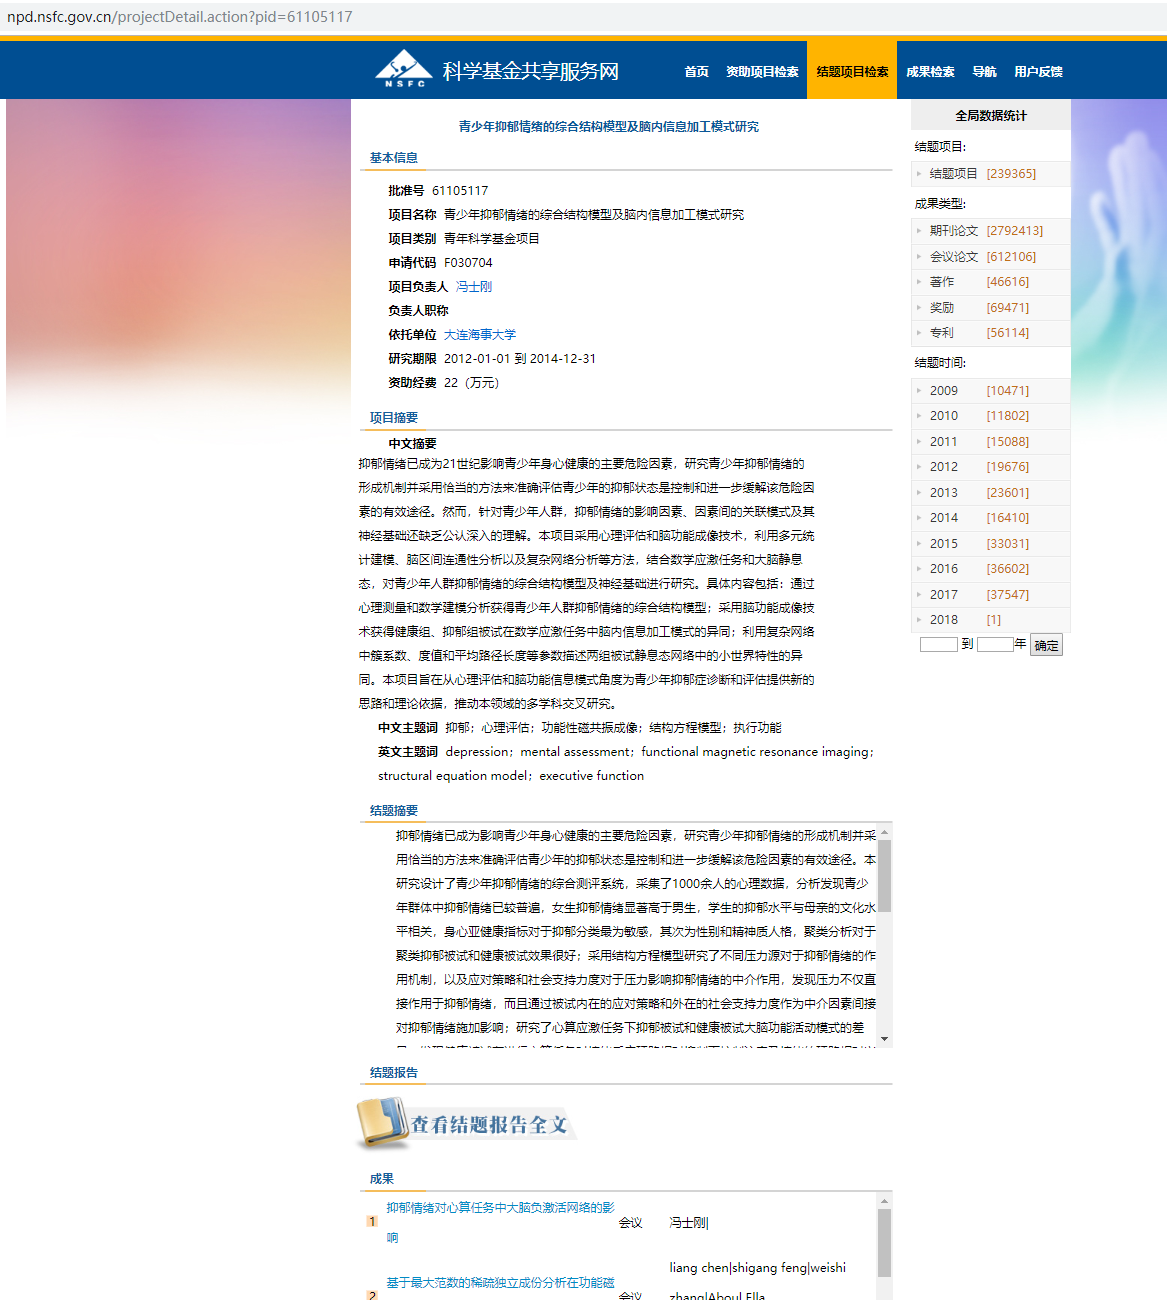 npd.nsfc.gov.cn/projectDetail.action?pid=61105117
NSFC
科学基金共享服务网
首页 资助项目检索 结题项目检索 成果检索 导航 用户反馈
青少年抑郁情绪的综合结构模型及脑内信息加工模式研究
基本信息
批准号 61105117
项目名称 青少年抑郁情绪的综合结构模型及脑内信息加工模式研究
项目类别 青年科学基金项目
申请代码 F030704
项目负责人 冯士刚
负责人职称
依托单位 大连海事大学
研究期限 2012-01-01 到 2014-12-31
资助经费 22（万元）
项目摘要
中文摘要
抑郁情绪已成为21世纪影响青少年身心健康的主要危险因素，研究青少年抑郁情绪的
形成机制并采用恰当的方法来准确评估青少年的抑郁状态是控制和进一步缓解该危险因
素的有效途径。然而，针对青少年人群，抑郁情绪的影响因素、因素间的关联模式及其
神经基础还缺乏公认深入的理解。本项目采用心理评估和脑功能成像技术，利用多元统
计建模、脑区间连通性分析以及复杂网络分析等方法，结合数学应激任务和大脑静息
态，对青少年人群抑郁情绪的综合结构模型及神经基础进行研究。具体内容包括：通过
心理测量和数学建模分析获得青少年人群抑郁情绪的综合结构模型；采用脑功能成像技
术获得健康组、抑郁组被试在数学应激任务中脑内信息加工模式的异同；利用复杂网络
中簇系数、度值和平均路径长度等参数描述两组被试静息态网络中的小世界特性的异
同。本项目旨在从心理评估和脑功能信息模式角度为青少年抑郁症诊断和评估提供新的
思路和理论依据，推动本领域的多学科交叉研究。
中文主题词 抑郁；心理评估；功能性磁共振成像；结构方程模型；执行功能
英文主题词 depression；mental assessment；functional magnetic resonance imaging；
structural equation model；executive function
结题摘要
抑郁情绪已成为影响青少年身心健康的主要危险因素，研究青少年抑郁情绪的形成机制并采
用恰当的方法来准确评估青少年的抑郁状态是控制和进一步缓解该危险因素的有效途径。本
研究设计了青少年抑郁情绪的综合测评系统，采集了1000余人的心理数据，分析发现青少
年群体中抑郁情绪已较普遍，女生抑郁情绪显著高于男生，学生的抑郁水平与母亲的文化水
平相关，身心亚健康指标对于抑郁分类最为敏感，其次为性别和精神质人格，聚类分析对于
聚类抑郁被试和健康被试效果很好；采用结构方程模型研究了不同压力源对于抑郁情绪的作
用机制，以及应对策略和社会支持力度对于压力影响抑郁情绪的中介作用，发现压力不仅直
接作用于抑郁情绪，而且通过被试内在的应对策略和外在的社会支持力度作为中介因素间接
对抑郁情绪施加影响；研究了心算应激任务下抑郁被试和健康被试大脑功能活动模式的差
结题报告
查看结题报告全文
成果
1 抑郁情绪对心算任务中大脑负激活网络的影
响
会议 冯士刚|
2 基于最大范数的稀疏独立成份分析在功能磁
会议 liang chen|shigang feng|weishi
zhang|Aboul Ella
全局数据统计
结题项目:
结题项目 [239365]
成果类型:
期刊论文 [2792413]
会议论文 [612106]
著作 [46616]
奖励 [69471]
专利 [56114]
结题时间:
2009 [10471]
2010 [11802]
2011 [15088]
2012 [19676]
2013 [23601]
2014 [16410]
2015 [33031]
2016 [36602]
2017 [37547]
2018 [1]
到 年 确定